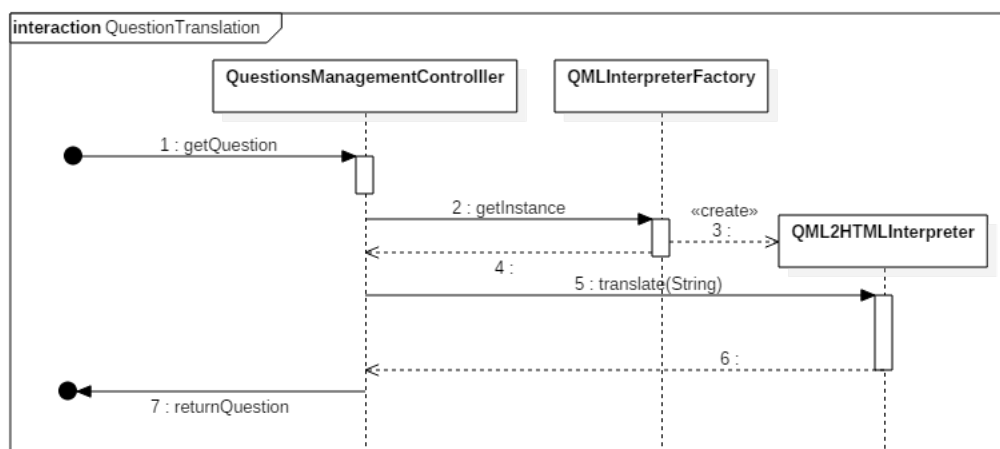 interaction QuestionTranslation
QuestionsManagementControlller
QMLInterpreterFactory
1 : getQuestion
2 : getInstance
«create»
3 :
QML2HTMLInterpreter
4 :
5 : translate(String)
6 :
7 : returnQuestion